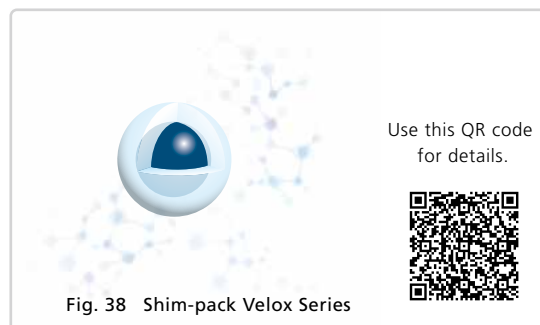 Use this QR code
for details.
Fig. 38 Shim-pack Velox Series